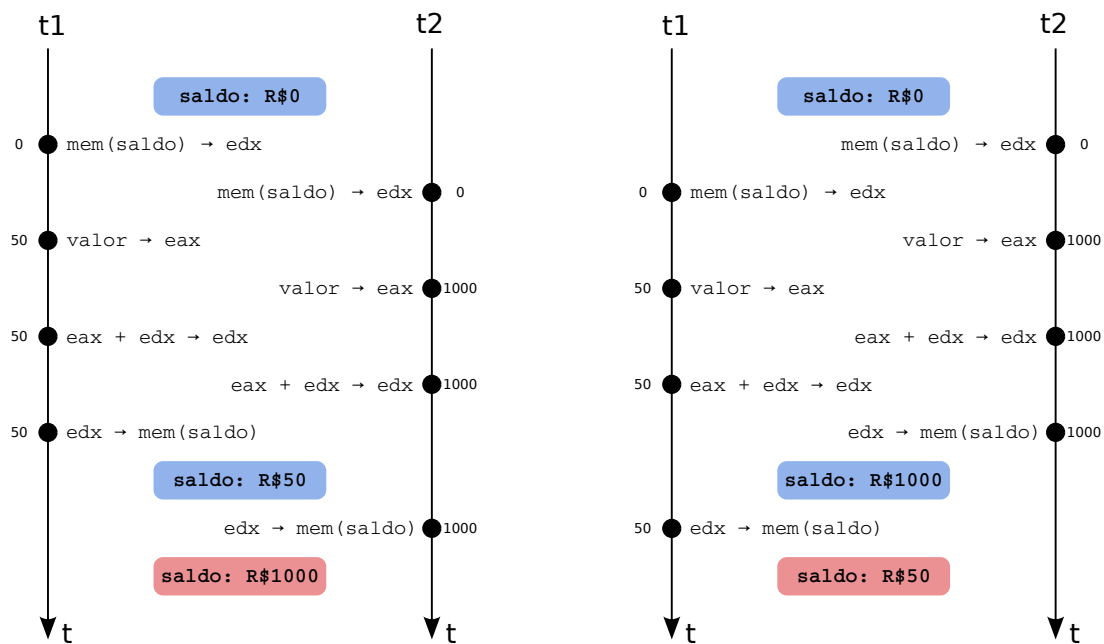 t1
t2
saldo: R$0
0 mem(saldo) → edx
mem(saldo) → edx 0
50 valor → eax
valor → eax 1000
50 eax + edx → edx
eax + edx → edx 1000
50 edx → mem(saldo)
saldo: R$50
edx → mem(saldo) 1000
saldo: R$1000
t
t
t1
t2
saldo: R$0
mem(saldo) → edx 0
0 mem(saldo) → edx
valor → eax 1000
50 valor → eax
eax + edx → edx 1000
50 eax + edx → edx
edx → mem(saldo) 1000
saldo: R$1000
50 edx → mem(saldo)
saldo: R$50
t
t